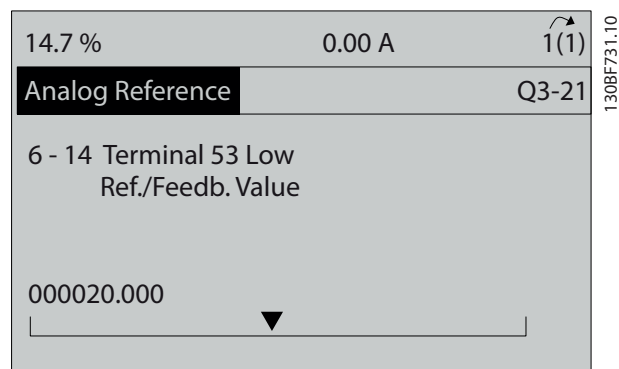 14.7 % 0.00 A 1(1)
Analog Reference Q3-21
6 - 14 Terminal 53 Low
Ref./Feedb. Value
000020.000
130BF731.10